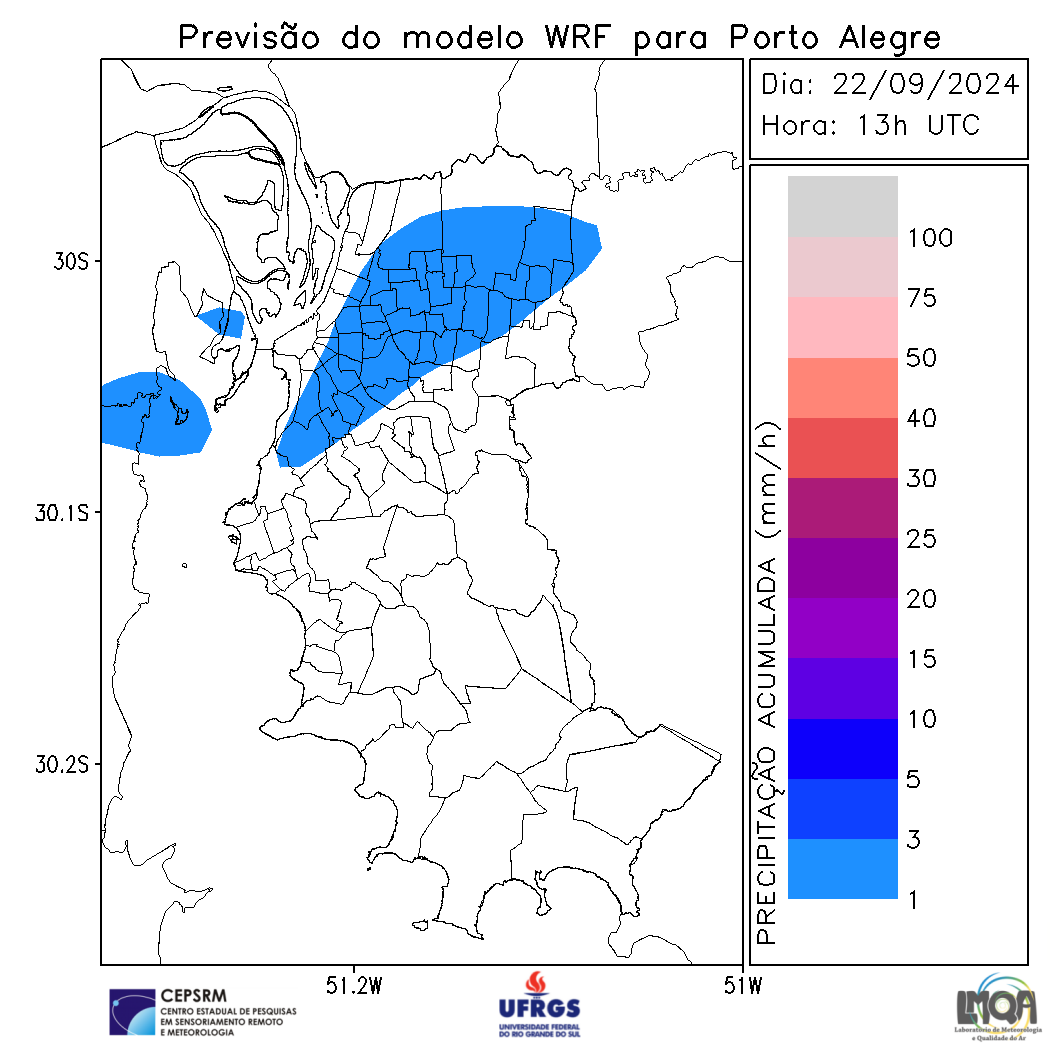 Previsão do modelo WRF para Porto Alegre
Dia: 22/09/2024
Hora: 13h UTC
30S
30.1S
30.2S
51.2W
51W
PRECIPITAÇÃO ACUMULADA (mm/h)
100
75
50
40
30
25
20
15
10
5
3
1
CEPSRM
CENTRO ESTADUAL DE PESQUISAS
EM SENSORIAMENTO REMOTO
E METEOROLOGIA
UFRGS
UNIVERSIDADE FEDERAL
DO RIO GRANDE DO SUL
LMQA
Laboratório de Meteorologia
e Qualidade do Ar